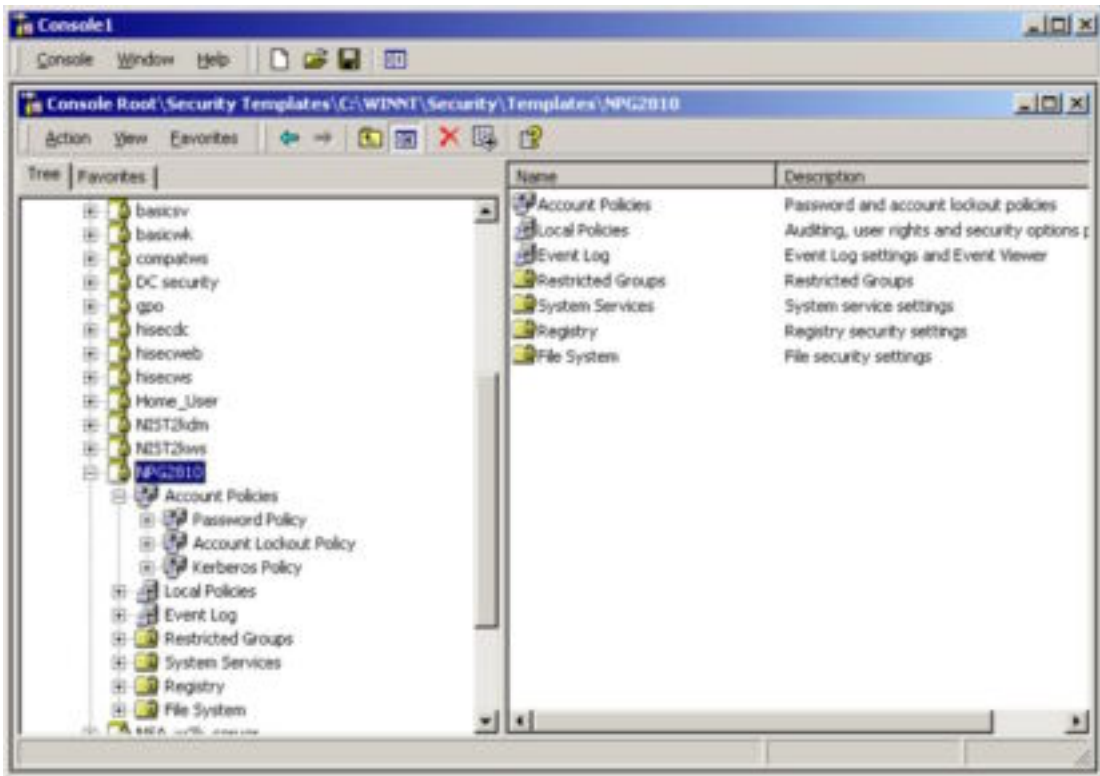 Console1
Console Window Help
Console Root\Security Templates\C:\WINNT\Security\Templates\NPG2810
Action View Favorites
Tree Favorites
basicsv
basicwk
compatws
DC security
gpo
hisecdc
hisecweb
hisecws
Home_User
NIST2kdm
NIST2kws
NPG2810
Account Policies
Password Policy
Account Lockout Policy
Kerberos Policy
Local Policies
Event Log
Restricted Groups
System Services
Registry
File System
Name Description
Account Policies Password and account lockout policies
Local Policies Auditing, user rights and security options p
Event Log Event Log settings and Event Viewer
Restricted Groups Restricted Groups
System Services System service settings
Registry Registry security settings
File System File security settings